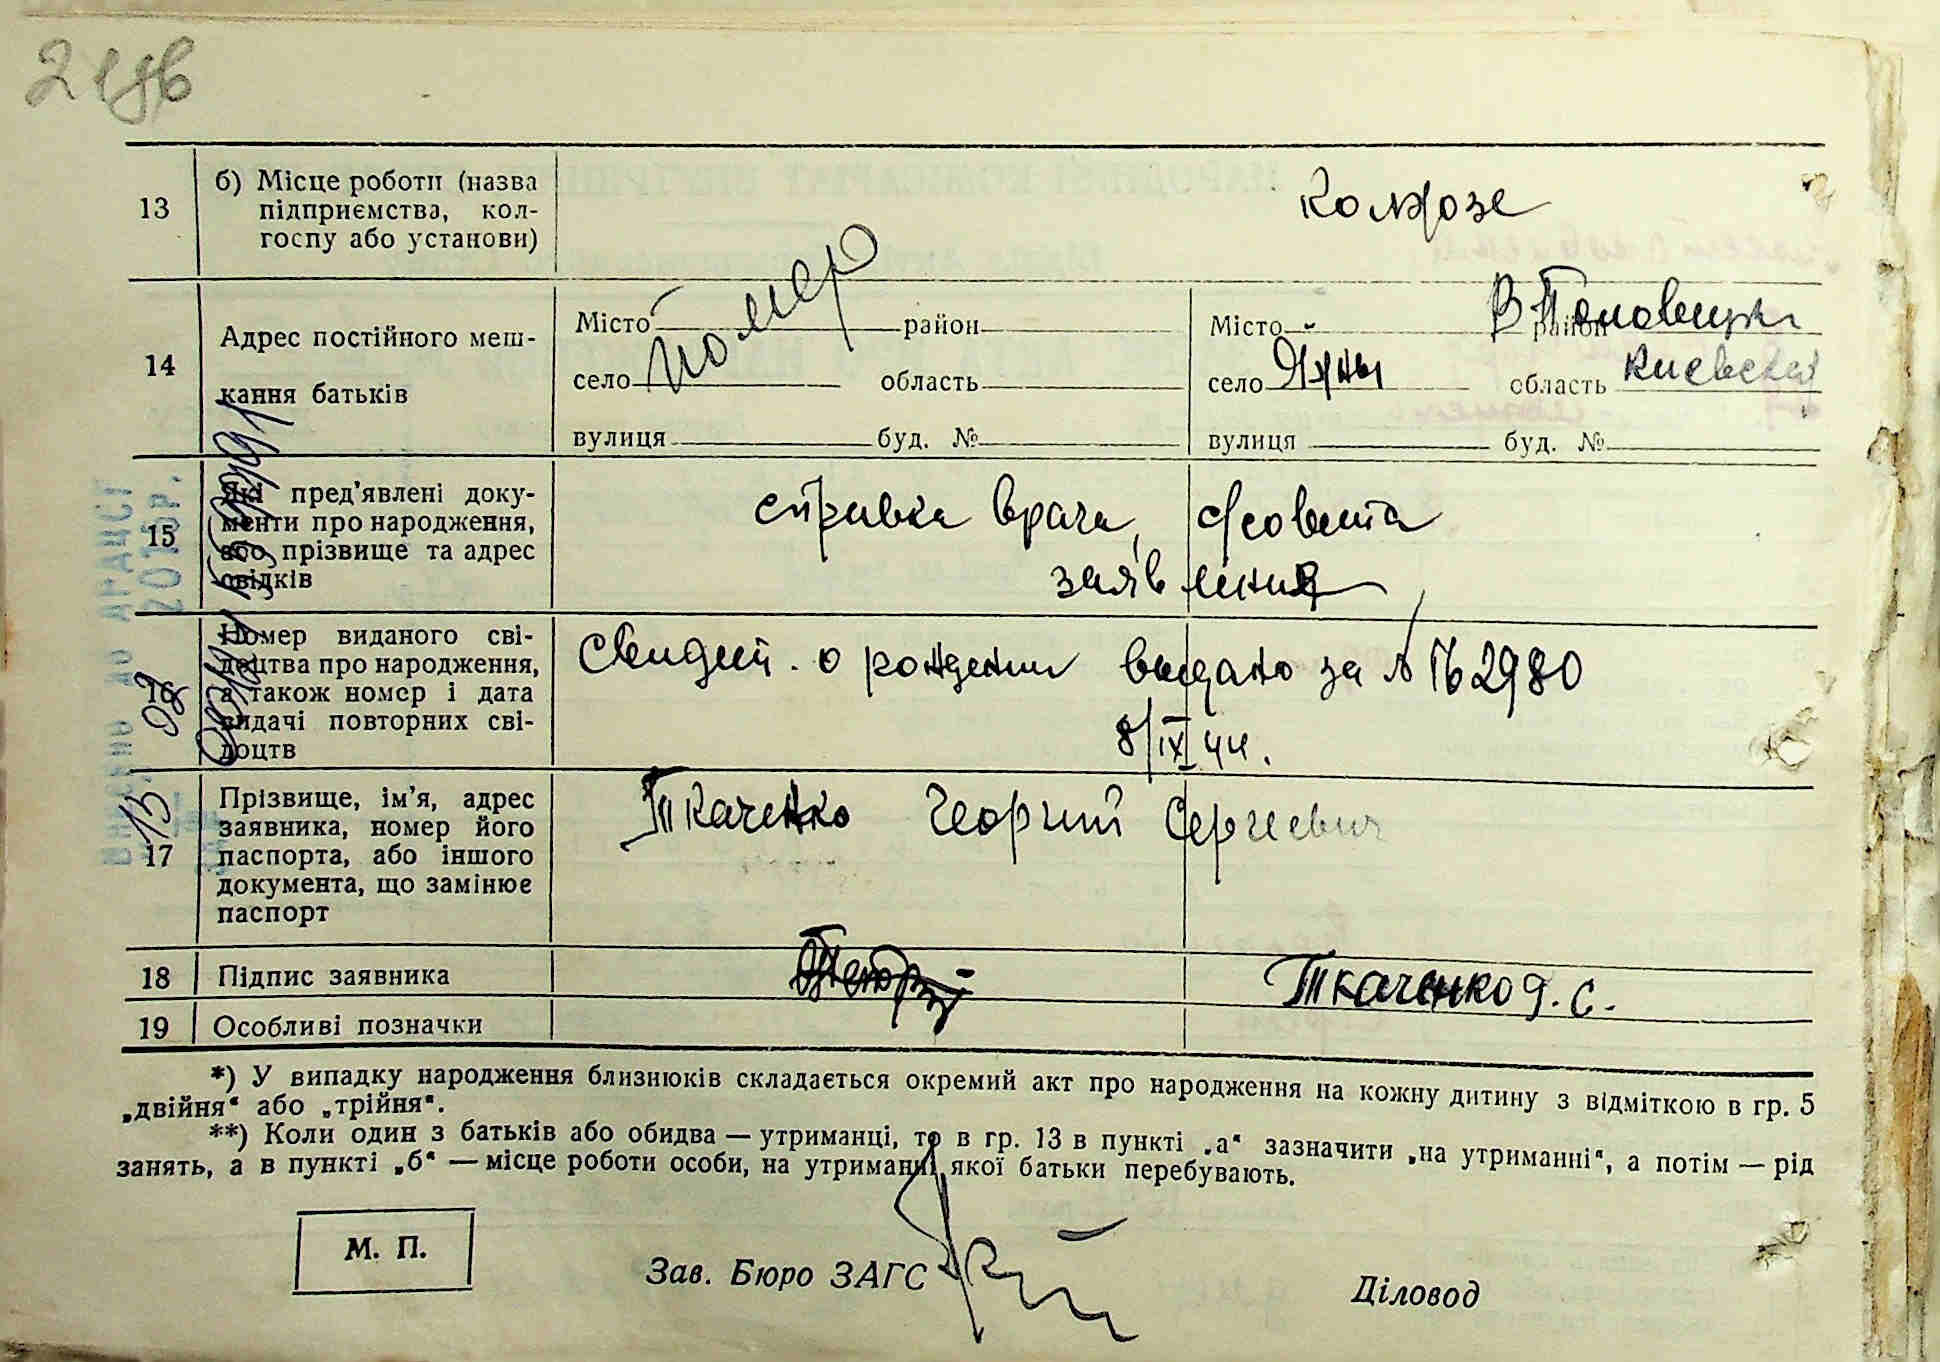 13
б) Місце роботи (назва
підприємства, кол-
госпу або установи)
Колхозе
14
Адрес постійного меш-
кання батьків
Місто район
село область
вулиця буд. №
помер
Місто район В Половецкий
село Яхны область Киевская
вулиця буд. №
15
Які пред'явлені доку-
менти про народження,
або прізвище та адрес
свідків
справка врача, с/совета
заявления
16
Номер виданого сві-
доцтва про народження,
а також номер і дата
видачі повторних сві-
доцтв
Свидет. о рождении выдано за № 2980
8/IX 44.
17
Прізвище, ім'я, адрес
заявника, номер його
паспорта, або іншого
документа, що замінює
паспорт
Ткаченко Георгий Сергиевич
18
Підпис заявника
Ткаченко Г. С.
19
Особливі позначки
*) У випадку народження близнюків складається окремий акт про народження на кожну дитину з відміткою в гр. 5
„двійня“ або „трійня“.
**) Коли один з батьків або обидва — утриманці, то в гр. 13 в пункті „а“ зазначити „на утриманні“, а потім — рід
занять, а в пункті „б“ — місце роботи особи, на утриманні якої батьки перебувають.
М. П.
Зав. Бюро ЗАГС
Діловод